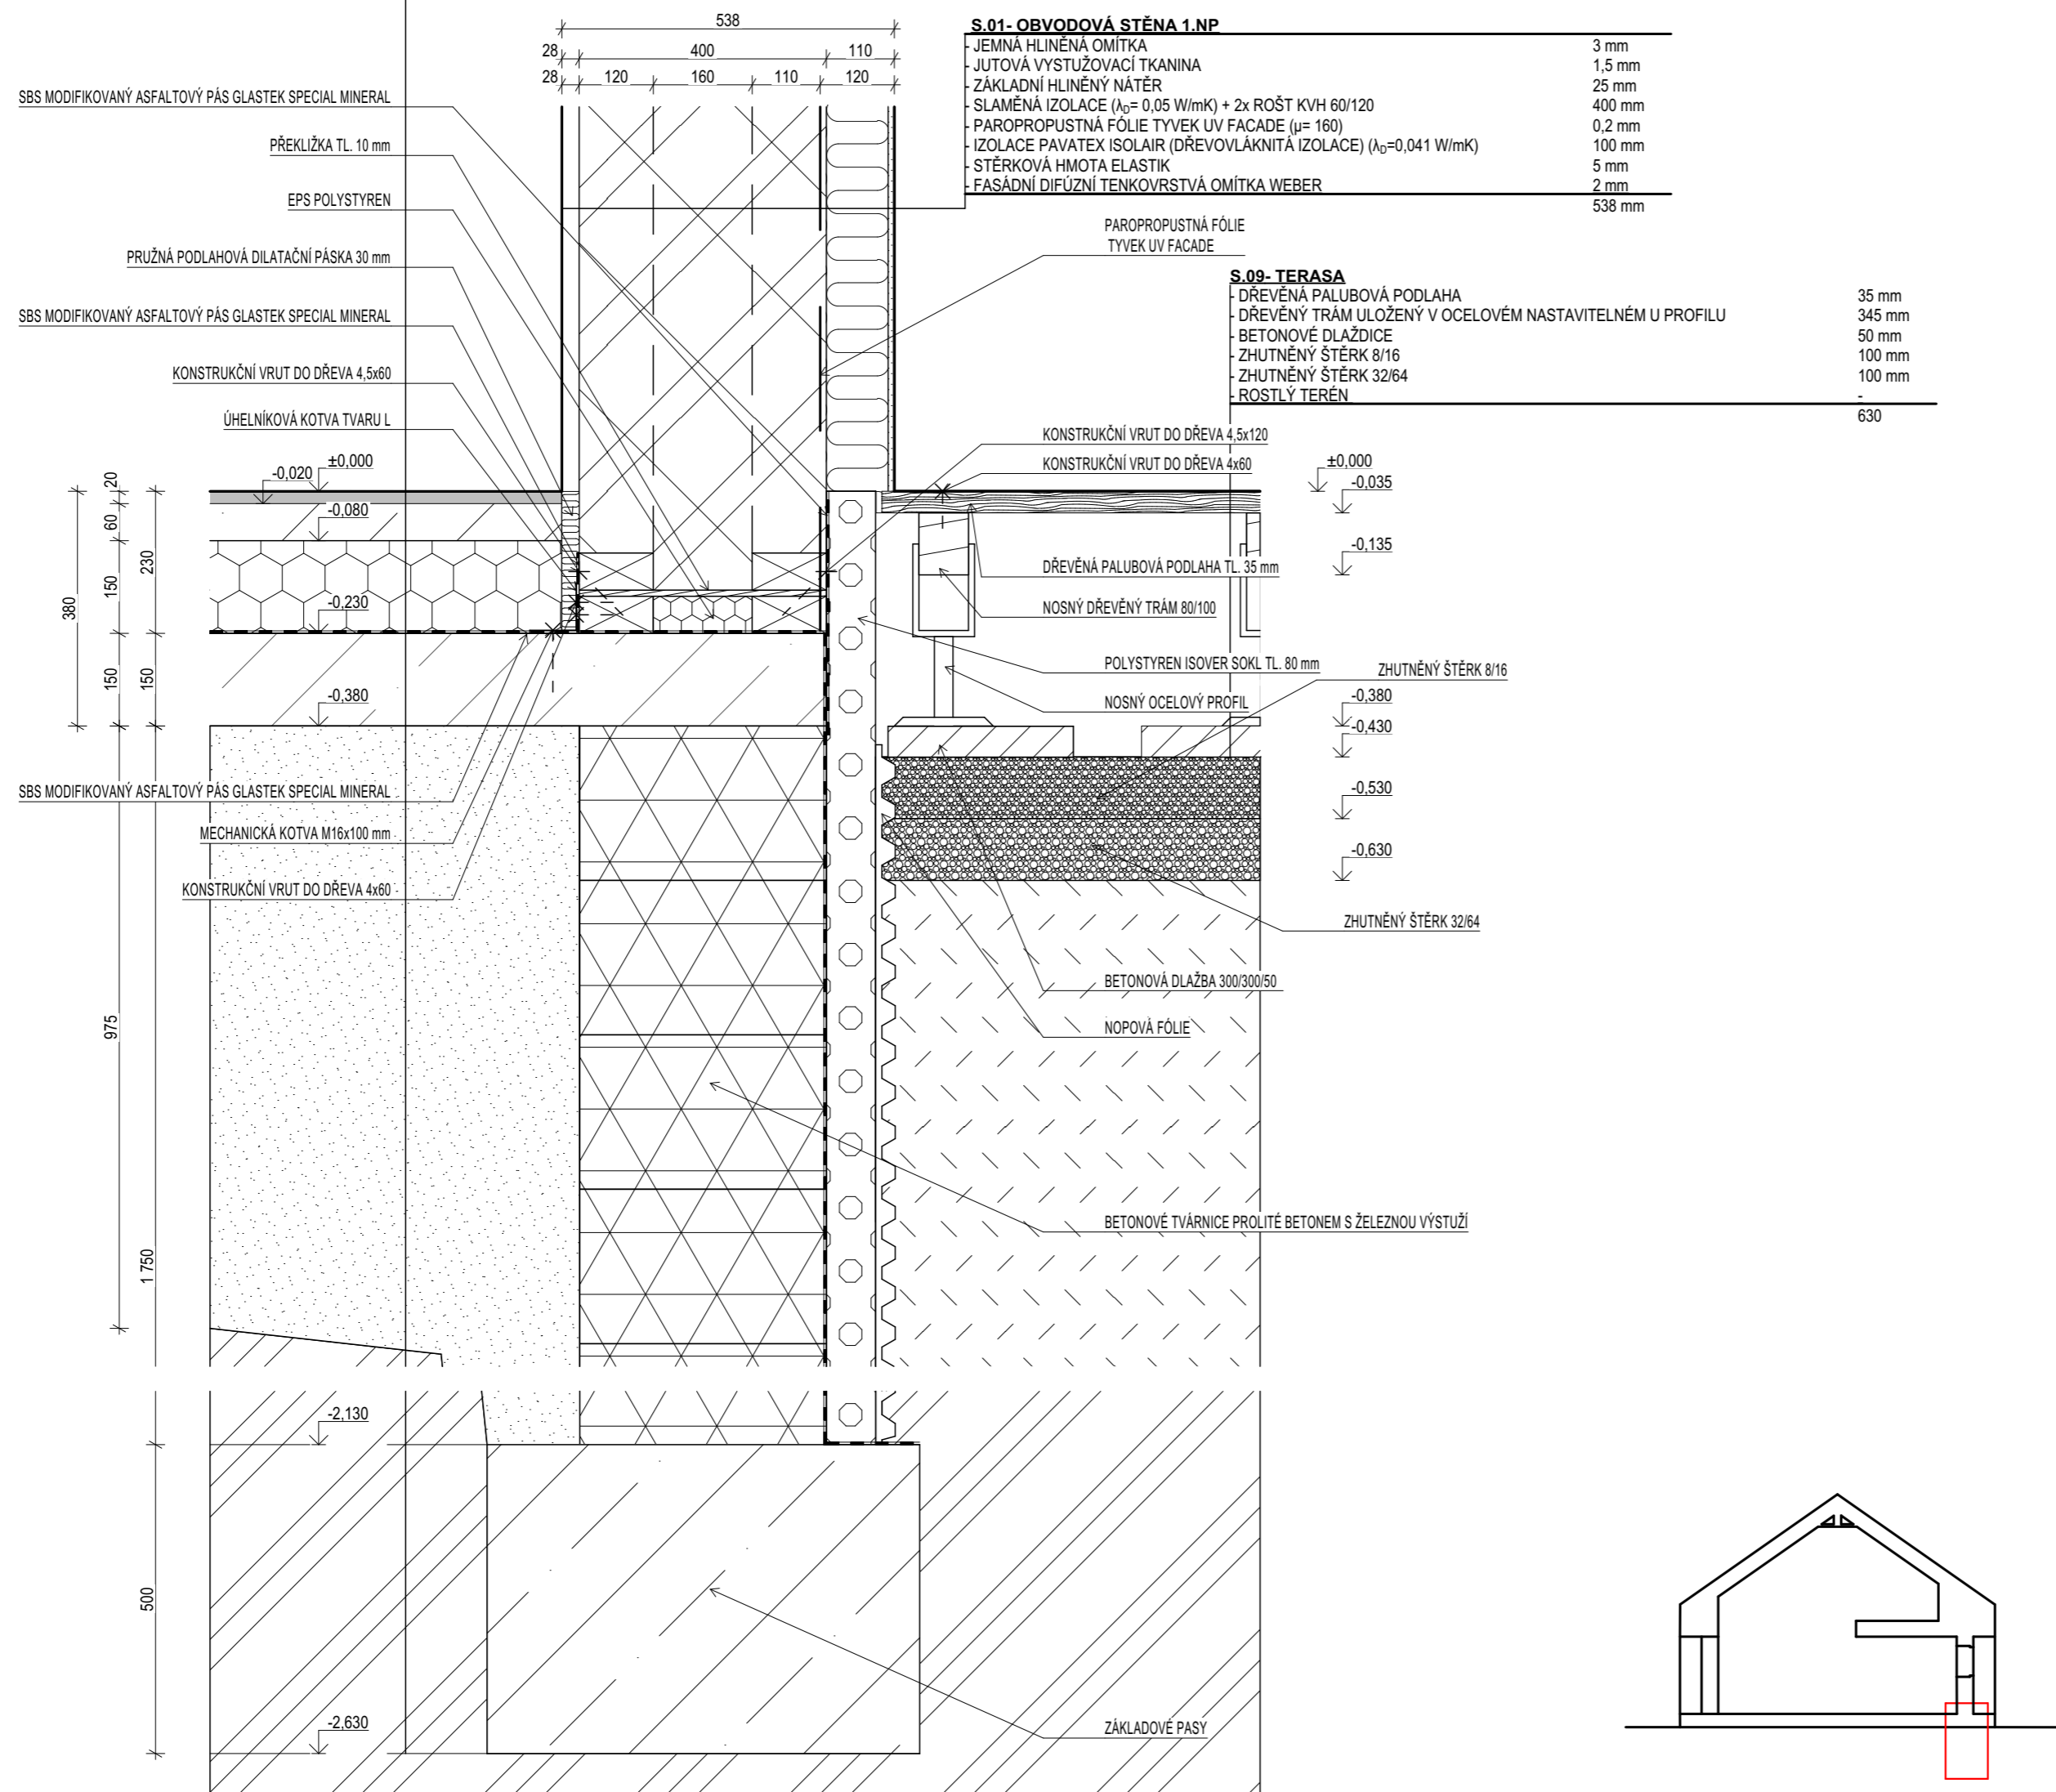 538
28
400
110
28
120
160
110
120
S.01- OBVODOVÁ STĚNA 1.NP
- JEMNÁ HLINĚNÁ OMÍTKA 3 mm
- JUTOVÁ VYSTUŽOVACÍ TKANINA 1,5 mm
- ZÁKLADNÍ HLINĚNÝ NÁTĚR 25 mm
- SLAMĚNÁ IZOLACE (λD= 0,05 W/mK) + 2x ROŠT KVH 60/120 400 mm
- PAROPROPUSTNÁ FÓLIE TYVEK UV FACADE (μ= 160) 0,2 mm
- IZOLACE PAVATEX ISOLAIR (DŘEVOVLÁKNITÁ IZOLACE) (λD=0,041 W/mK) 100 mm
- STĚRKOVÁ HMOTA ELASTIK 5 mm
- FASÁDNÍ DIFÚZNÍ TENKOVRSTVÁ OMÍTKA WEBER 2 mm
538 mm
SBS MODIFIKOVANÝ ASFALTOVÝ PÁS GLASTEK SPECIAL MINERAL
PŘEKLIŽKA TL. 10 mm
EPS POLYSTYREN
PRUŽNÁ PODLAHOVÁ DILATAČNÍ PÁSKA 30 mm
SBS MODIFIKOVANÝ ASFALTOVÝ PÁS GLASTEK SPECIAL MINERAL
KONSTRUKČNÍ VRUT DO DŘEVA 4,5x60
ÚHELNÍKOVÁ KOTVA TVARU L
PAROPROPUSTNÁ FÓLIE
TYVEK UV FACADE
S.09- TERASA
- DŘEVĚNÁ PALUBOVÁ PODLAHA 35 mm
- DŘEVĚNÝ TRÁM ULOŽENÝ V OCELOVÉM NASTAVITELNÉM U PROFILU 345 mm
- BETONOVÉ DLAŽDICE 50 mm
- ZHUTNĚNÝ ŠTĚRK 8/16 100 mm
- ZHUTNĚNÝ ŠTĚRK 32/64 100 mm
- ROSTLÝ TERÉN -
630
KONSTRUKČNÍ VRUT DO DŘEVA 4,5x120
KONSTRUKČNÍ VRUT DO DŘEVA 4x60
±0,000
-0,020
-0,080
-0,230
-0,380
±0,000
-0,035
-0,135
-0,380
-0,430
-0,530
-0,630
20
60
150
150
380
230
150
975
1 750
500
DŘEVĚNÁ PALUBOVÁ PODLAHA TL. 35 mm
NOSNÝ DŘEVĚNÝ TRÁM 80/100
POLYSTYREN ISOVER SOKL TL. 80 mm
ZHUTNĚNÝ ŠTĚRK 8/16
NOSNÝ OCELOVÝ PROFIL
SBS MODIFIKOVANÝ ASFALTOVÝ PÁS GLASTEK SPECIAL MINERAL
MECHANICKÁ KOTVA M16x100 mm
KONSTRUKČNÍ VRUT DO DŘEVA 4x60
ZHUTNĚNÝ ŠTĚRK 32/64
BETONOVÁ DLAŽBA 300/300/50
NOPOVÁ FÓLIE
BETONOVÉ TVÁRNICE PROLITÉ BETONEM S ŽELEZNOU VÝSTUŽÍ
-2,130
-2,630
ZÁKLADOVÉ PASY